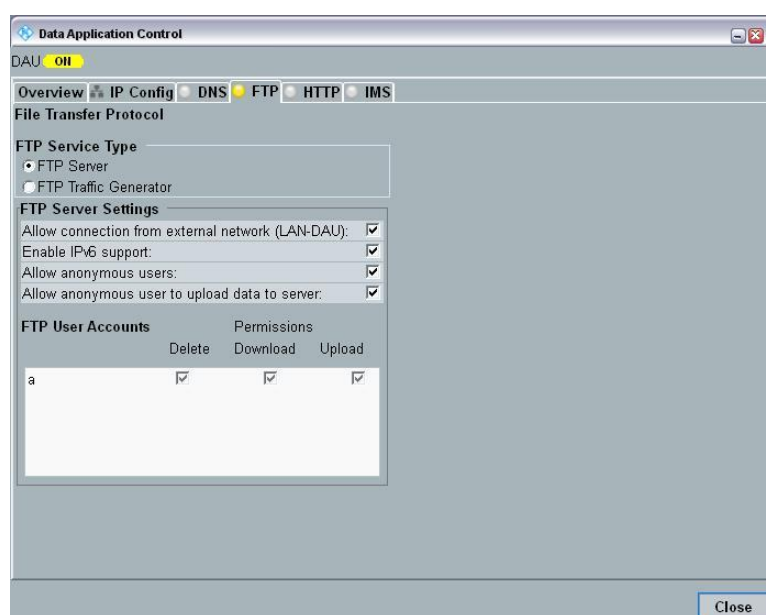 Data Application Control
DAU ON
Overview IP Config DNS FTP HTTP IMS
File Transfer Protocol
FTP Service Type
FTP Server
FTP Traffic Generator
FTP Server Settings
Allow connection from external network (LAN-DAU):
Enable IPv6 support:
Allow anonymous users:
Allow anonymous user to upload data to server:
FTP User Accounts Permissions
Delete Download Upload
a
Close